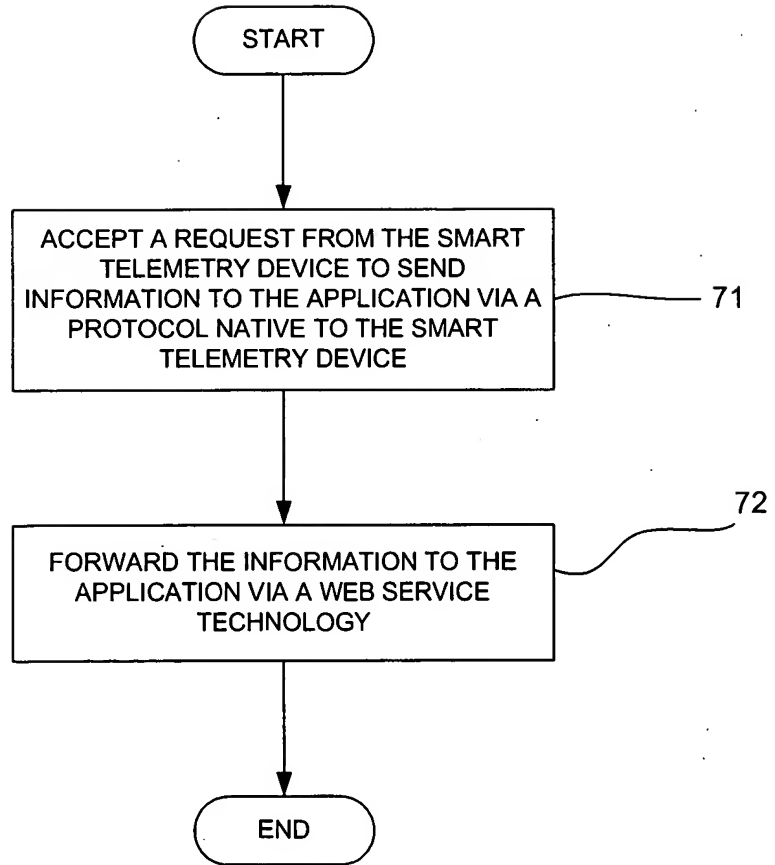 START
ACCEPT A REQUEST FROM THE SMART
TELEMETRY DEVICE TO SEND
INFORMATION TO THE APPLICATION VIA A
PROTOCOL NATIVE TO THE SMART
TELEMETRY DEVICE
71
72
FORWARD THE INFORMATION TO THE
APPLICATION VIA A WEB SERVICE
TECHNOLOGY
END